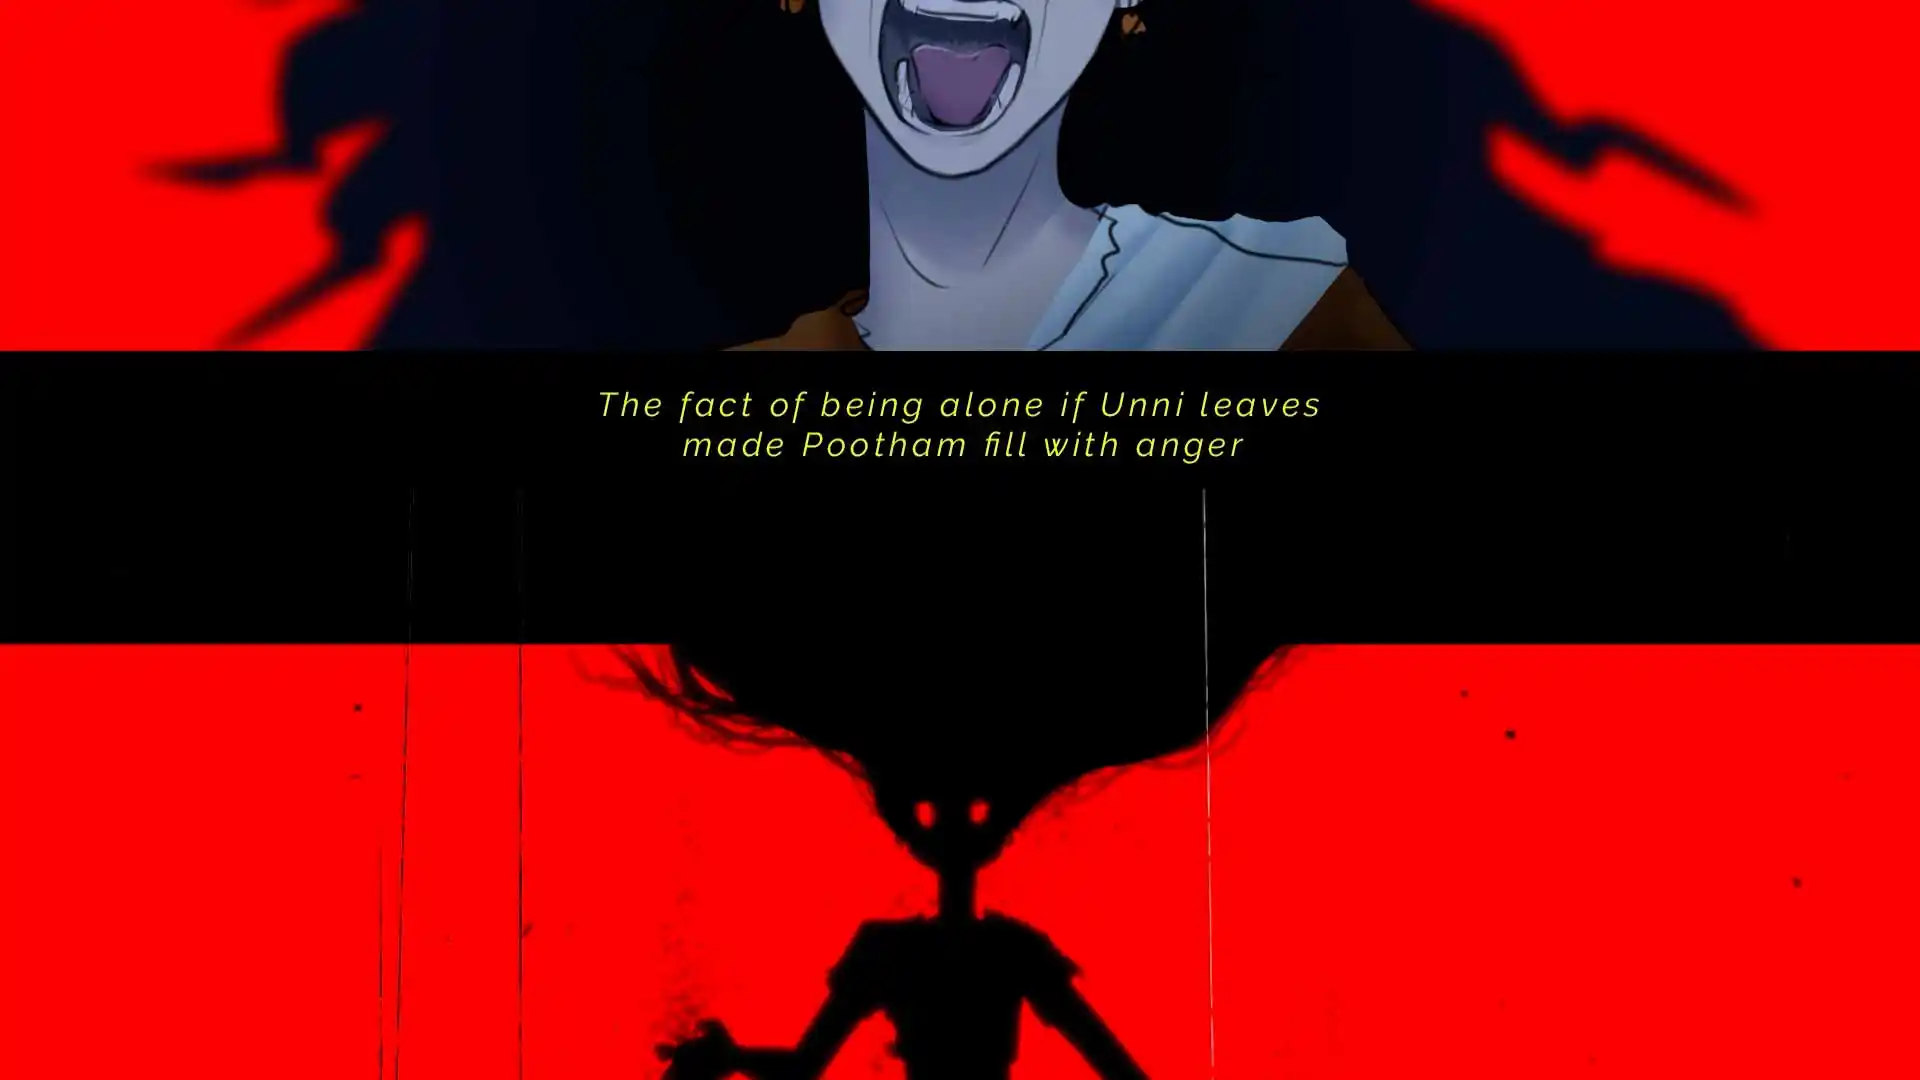 The fact of being alone if Unni leaves
made Pootham fill with anger